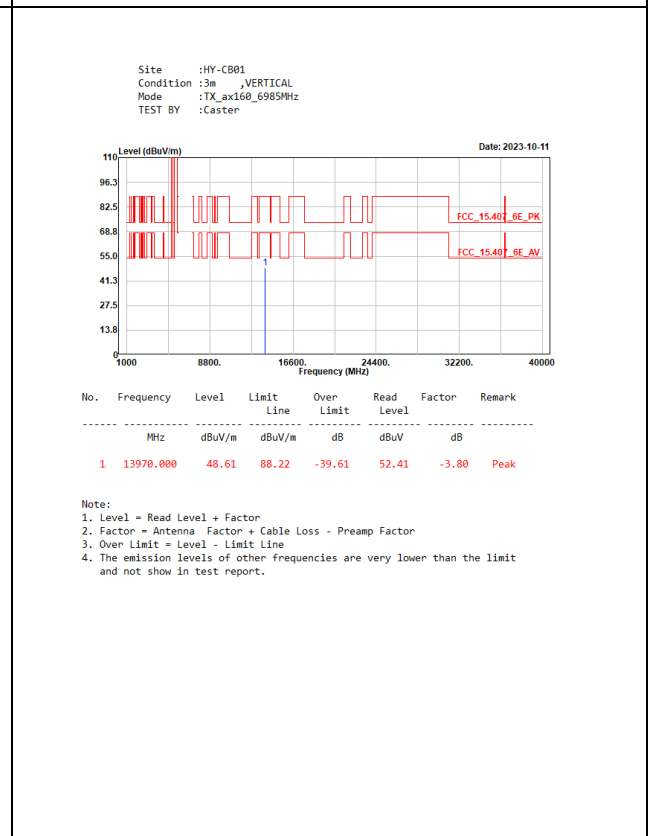 Site :HY-CB01
Condition :3m ,VERTICAL
Mode :TX_ax160_6985MHz
TEST BY :Caster
Level (dBuV/m) Date: 2023-10-11
110
96.3
82.5
68.8
55.0
41.3
27.5
13.8
0
FCC_15.407_6E_PK
FCC_15.407_6E_AV
1
1000 8800. 16600. 24400. 32200. 40000
Frequency (MHz)
No. Frequency Level Limit Over Read Factor Remark
Line Limit Level
------ ----------- -------- --------- --------- --------- -------- ---------
MHz dBuV/m dBuV/m dB dBuV dB
1 13970.000 48.61 88.22 -39.61 52.41 -3.80 Peak
Note:
1. Level = Read Level + Factor
2. Factor = Antenna Factor + Cable Loss - Preamp Factor
3. Over Limit = Level - Limit Line
4. The emission levels of other frequencies are very lower than the limit
and not show in test report.